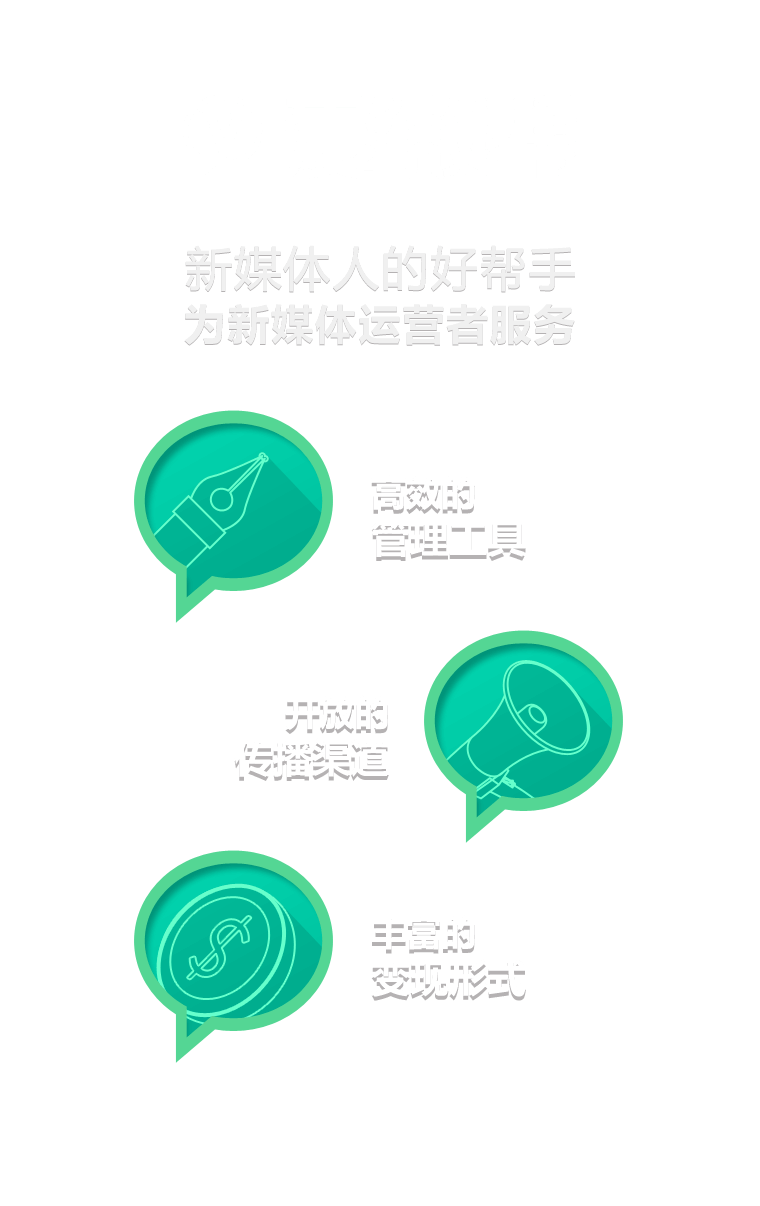 新媒体人的好帮手
为新媒体运营者服务
高效的
管理工具
开放的
传播渠道
丰富的
变现形式